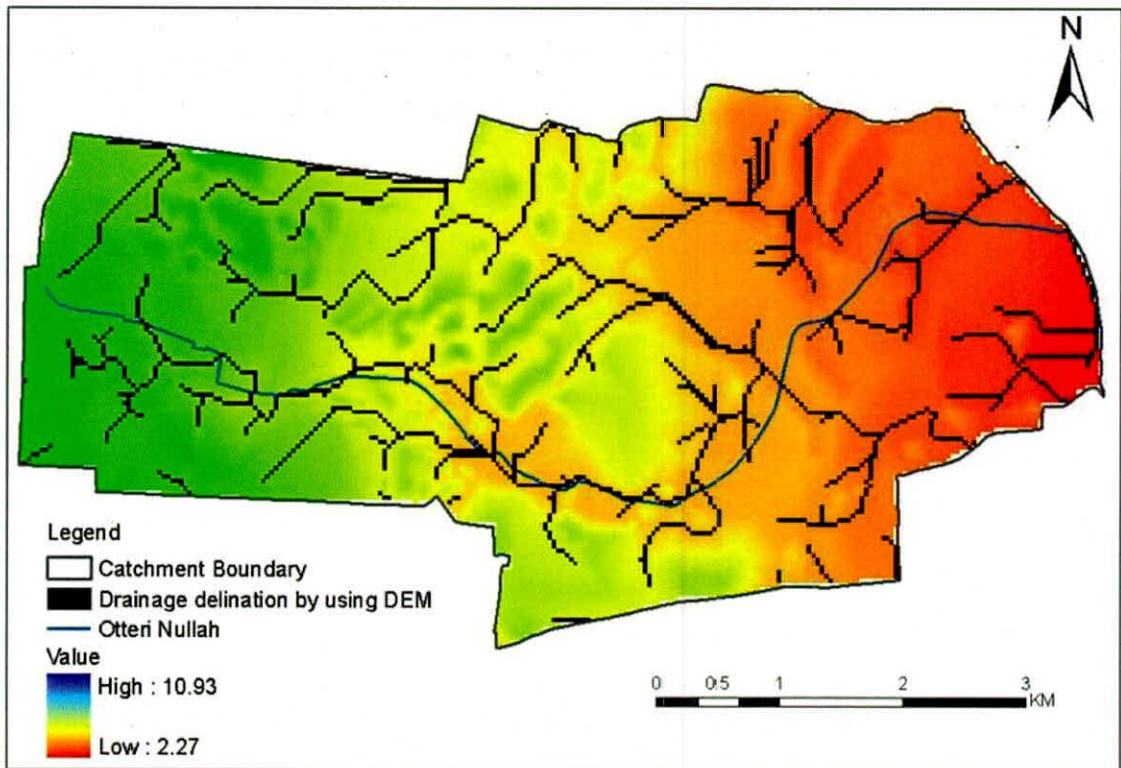 N
Legend
Catchment Boundary
Drainage delination by using DEM
Otteri Nullah
Value
High : 10.93
Low : 2.27
0 0.5 1 2 3
KM